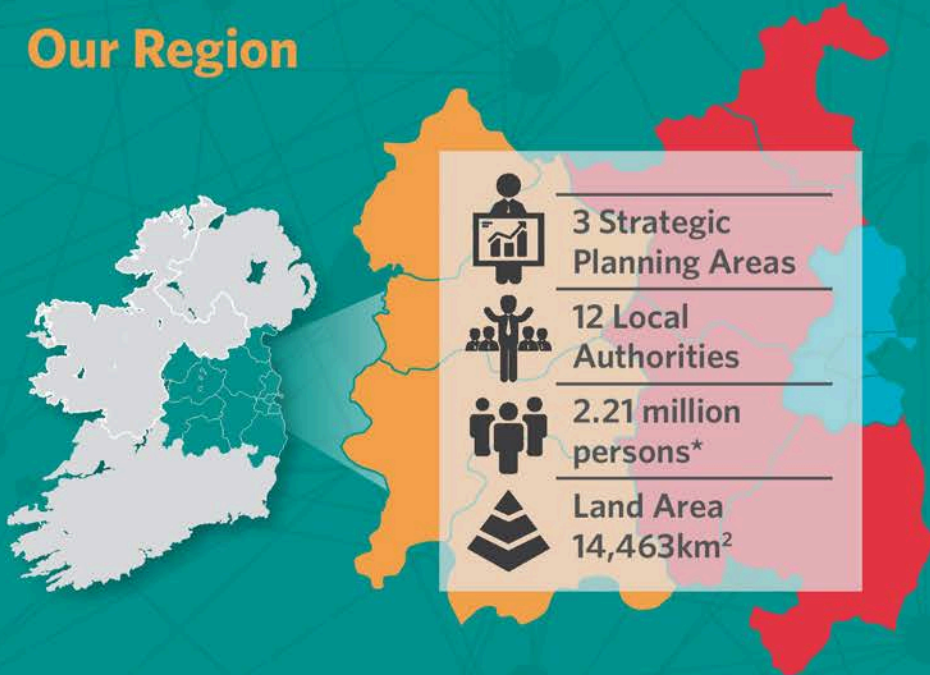 Our Region
3 Strategic
Planning Areas
12 Local
Authorities
2.21 million
persons*
Land Area
14,463km²